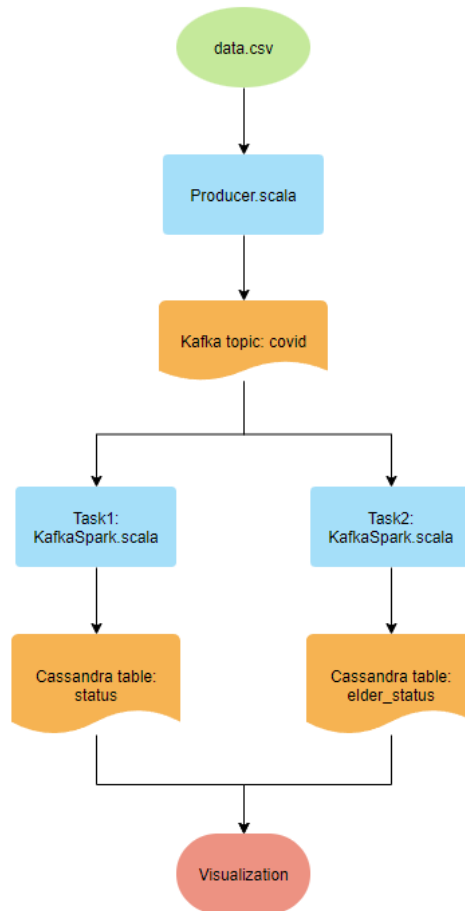 data.csv
Producer.scala
Kafka topic: covid
Task1:
KafkaSpark.scala
Task2:
KafkaSpark.scala
Cassandra table:
status
Cassandra table:
elder_status
Visualization